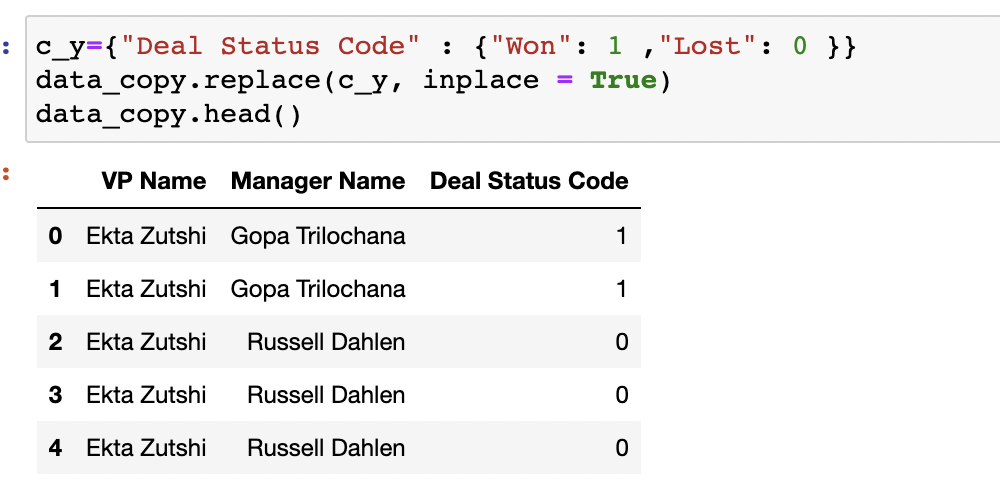 : c_y={"Deal Status Code" : {"Won": 1 ,"Lost": 0 }}
data_copy.replace(c_y, inplace = True)
data_copy.head()
:
VP Name Manager Name Deal Status Code
0 Ekta Zutshi Gopa Trilochana 1
1 Ekta Zutshi Gopa Trilochana 1
2 Ekta Zutshi Russell Dahlen 0
3 Ekta Zutshi Russell Dahlen 0
4 Ekta Zutshi Russell Dahlen 0